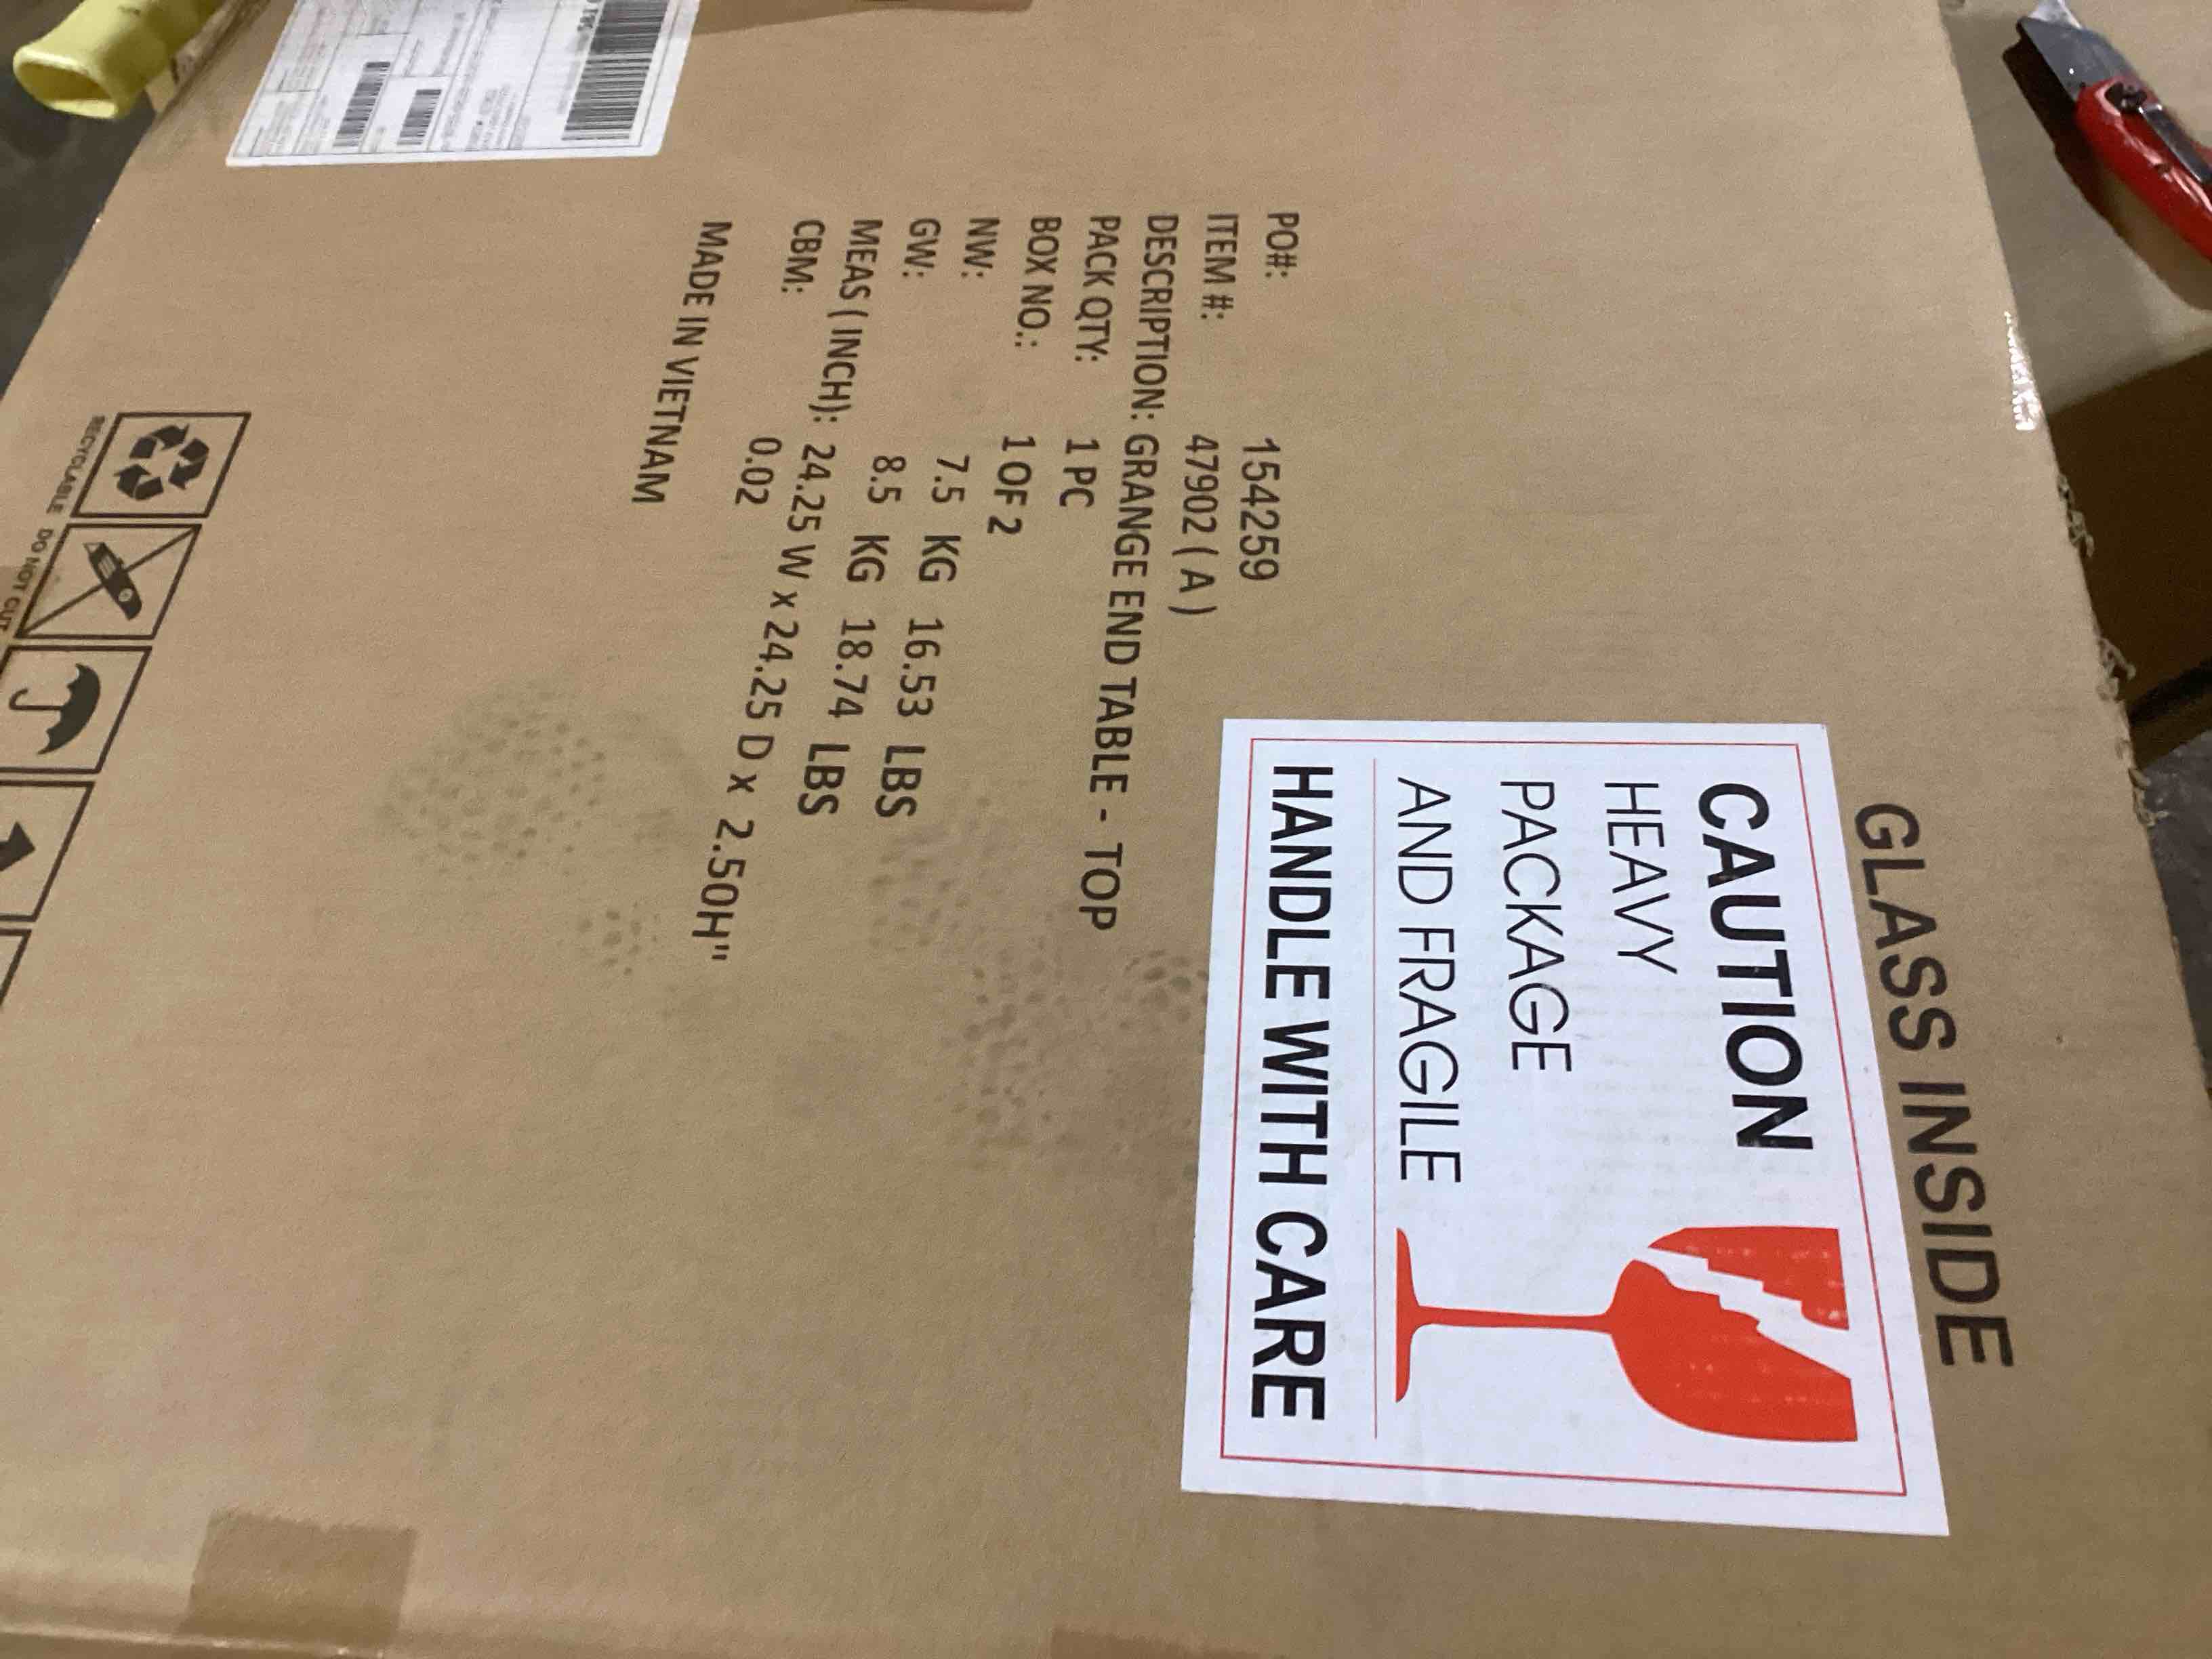 GLASS INSIDE
CAUTION
HEAVY
PACKAGE
AND FRAGILE
HANDLE WITH CARE
PO#: 154259
ITEM #: 47902 ( A )
DESCRIPTION: GRANGE END TABLE - TOP
PACK QTY: 1 PC
BOX NO.: 1 OF 2
NW: 7.5 KG 16.53 LBS
GW: 8.5 KG 18.74 LBS
MEAS ( INCH): 24.25 W x 24.25 D x 2.50H"
CBM: 0.02
MADE IN VIETNAM
RECYCLABLE DO NOT CUT